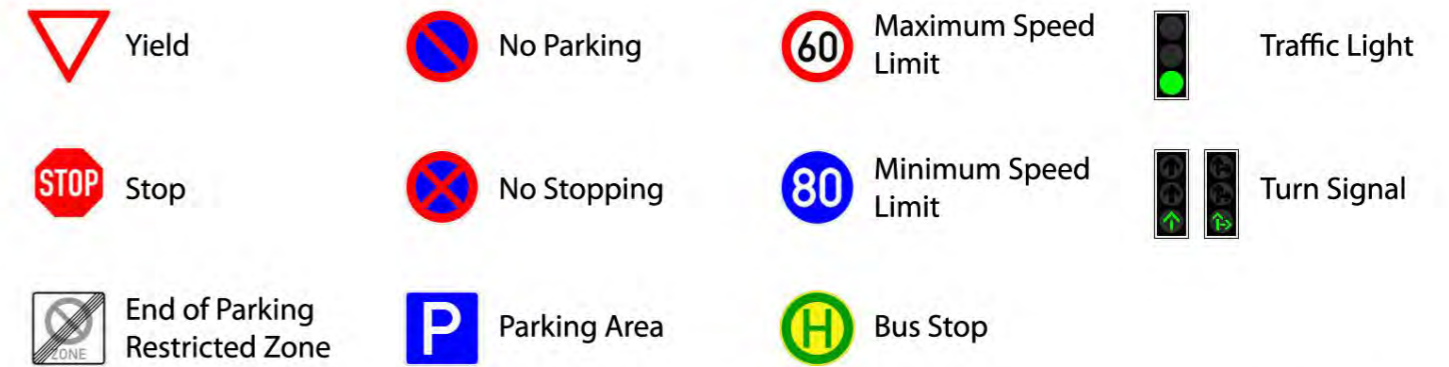 Yield
No Parking
60
Maximum Speed
Limit
Traffic Light
STOP
Stop
No Stopping
80
Minimum Speed
Limit
Turn Signal
ZONE
End of Parking
Restricted Zone
P
Parking Area
H
Bus Stop